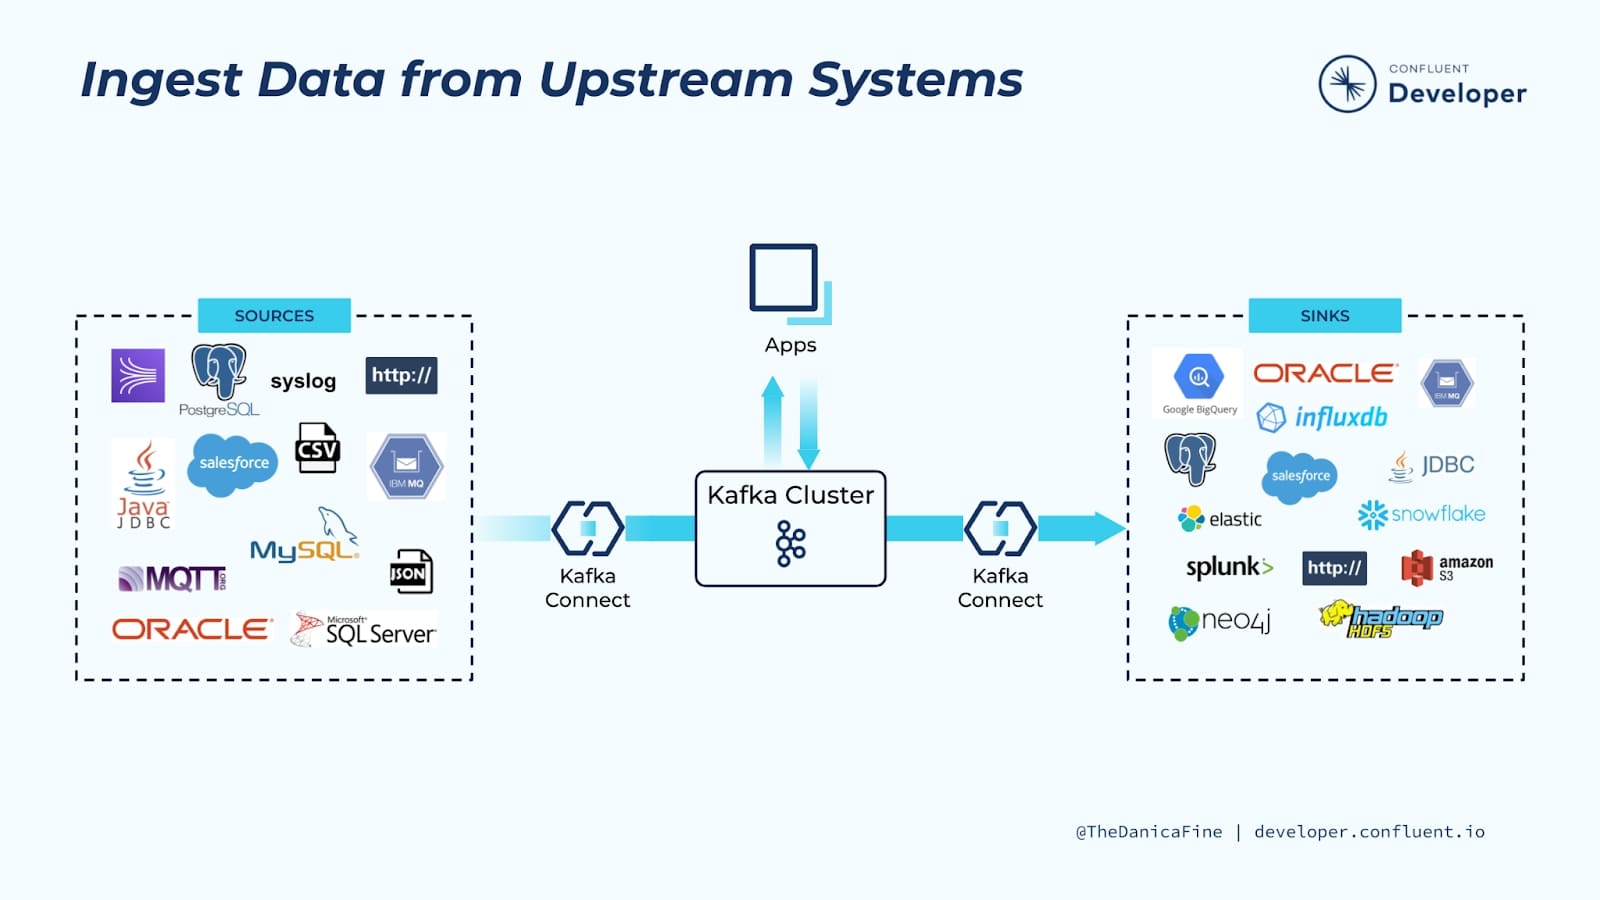 Ingest Data from Upstream Systems
CONFLUENT
Developer
SOURCES
PostgreSQL
syslog
http://
Java
JDBC
salesforce
CSV
IBM MQ
MySQL
MQTT.ORG
JSON
ORACLE
Microsoft
SQL Server
Apps
Kafka Cluster
Kafka
Connect
Kafka
Connect
SINKS
Google BigQuery
ORACLE
IBM MQ
influxdb
salesforce
JDBC
elastic
snowflake
splunk>
http://
amazon
S3
neo4j
hadoop
HDFS
@TheDanicaFine | developer.confluent.io